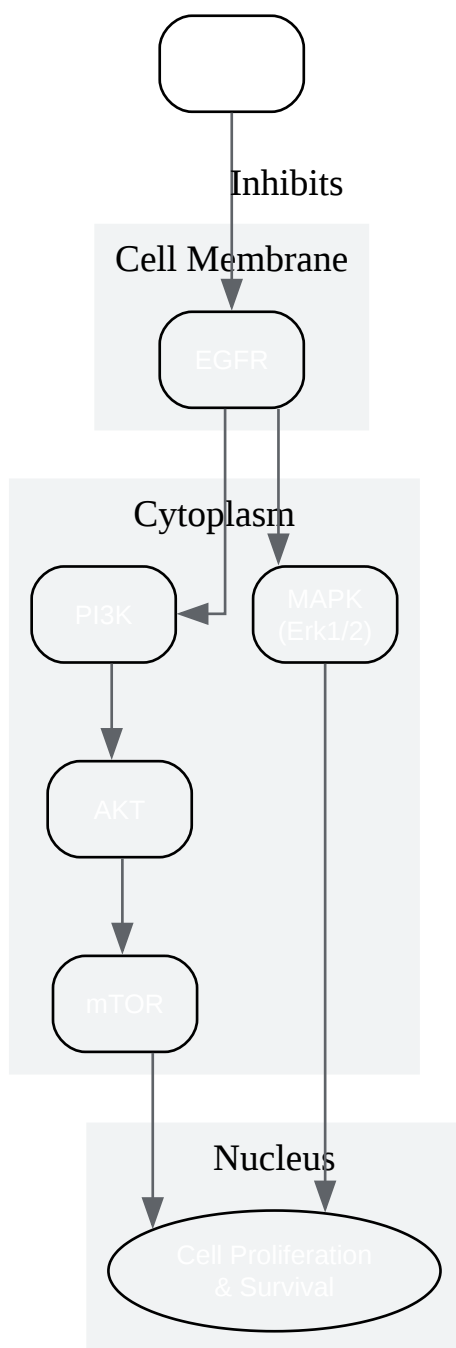 Inhibits
Cell Membrane
EGFR
Cytoplasm
PI3K
MAPK
(Erk1/2)
AKT
mTOR
Nucleus
Cell Proliferation
& Survival